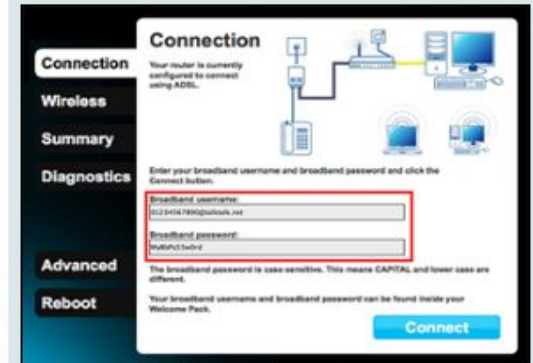 Connection
Wireless
Summary
Diagnostics
Advanced
Reboot
Connection
Your router is currently
configured to connect
using ADSL.
Enter your broadband username and broadband password and click the
Connect button.
Broadband username:
Broadband password:
The broadband password is case sensitive. This means CAPITAL and lower case are
different.
Your broadband username and broadband password can be found inside your
Welcome Pack.
Connect